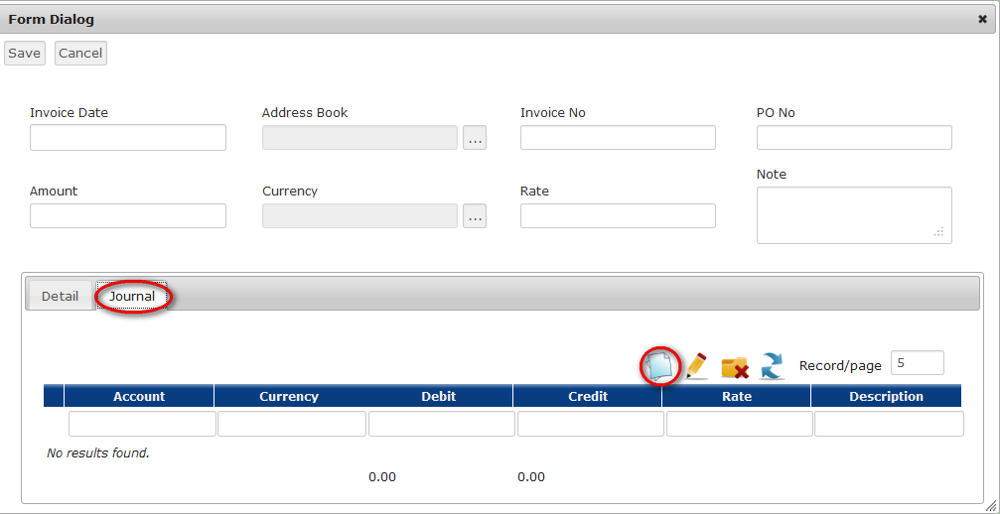 Form Dialog
Save Cancel
Invoice Date Address Book Invoice No PO No
...
Amount Currency Rate Note
...
Detail Journal
Record/page 5
Account Currency Debit Credit Rate Description
No results found.
0.00 0.00